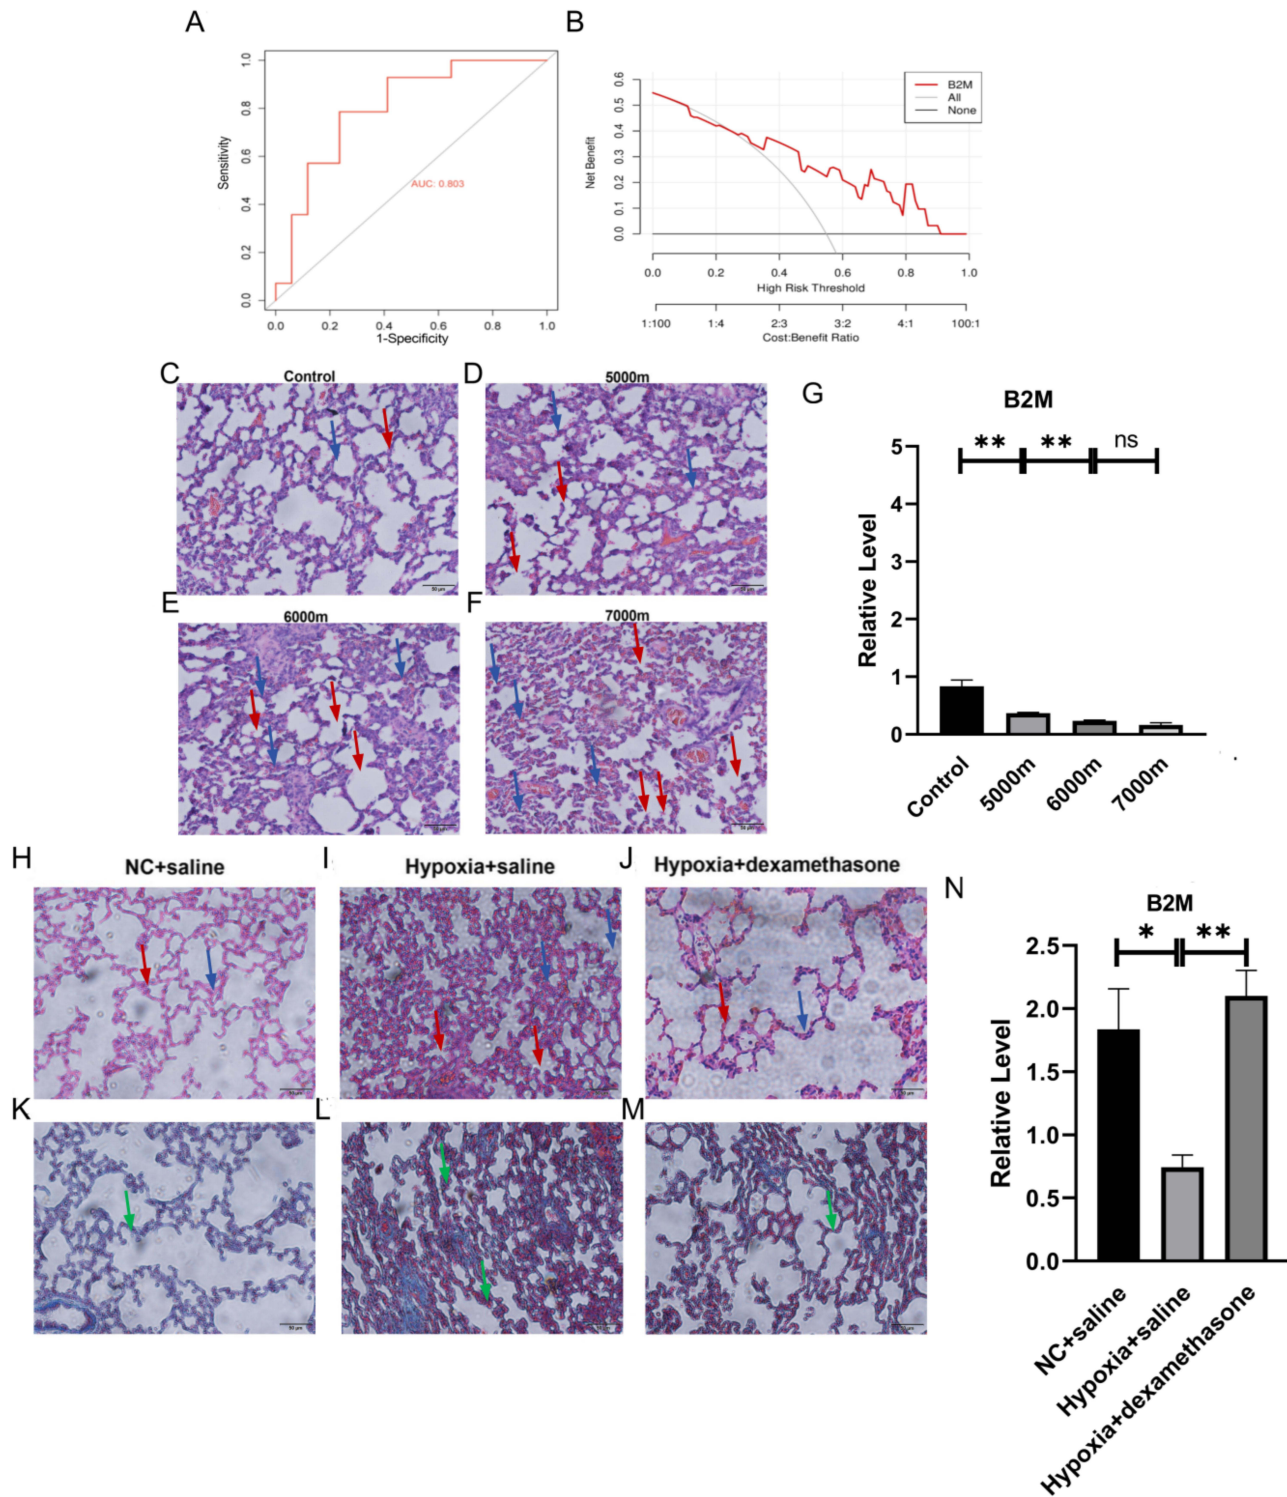 A
Sensitivity
1.0
0.8
0.6
0.4
0.2
0.0
AUC: 0.803
0.0 0.2 0.4 0.6 0.8 1.0
1-Specificity
B
Net Benefit
0.6
0.5
0.4
0.3
0.2
0.1
0.0
B2M
All
None
0.0 0.2 0.4 0.6 0.8 1.0
High Risk Threshold
1:100 1:4 2:3 3:2 4:1 100:1
Cost:Benefit Ratio
C
Control
50 μm
D
5000m
E
6000m
F
7000m
G
B2M
** ** ns
Relative Level
5
4
3
2
1
0
Control
5000m
6000m
7000m
H
NC+saline
I
Hypoxia+saline
J
Hypoxia+dexamethasone
K
50 μm
L
M
N
B2M
* **
Relative Level
2.5
2.0
1.5
1.0
0.5
0.0
NC+saline
Hypoxia+saline
Hypoxia+dexamethasone